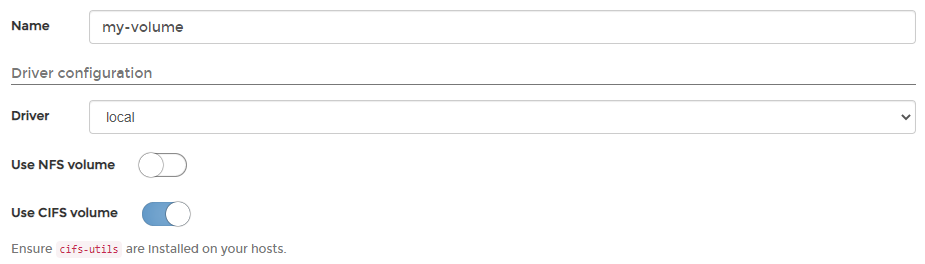 Name my-volume
Driver configuration
Driver local
Use NFS volume
Use CIFS volume
Ensure cifs-utils are installed on your hosts.